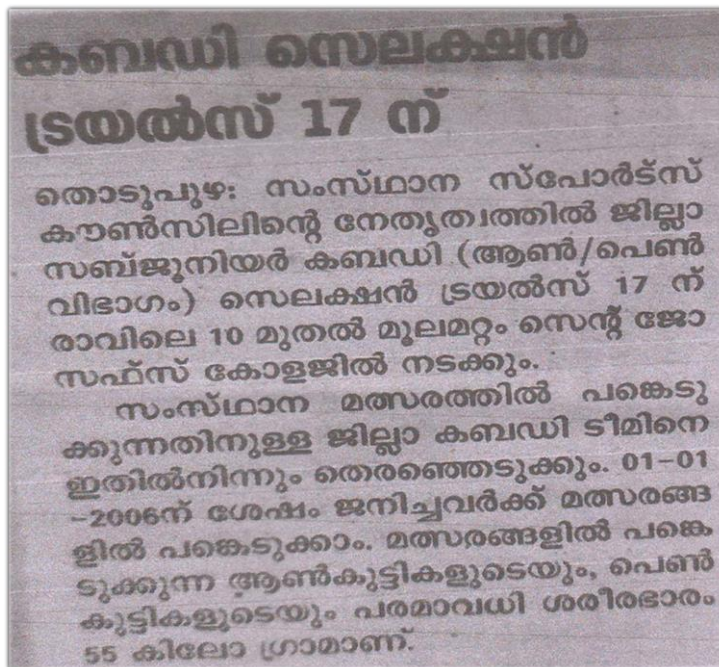 കബഡി സെലക്ഷൻ
ട്രയൽസ് 17 ന്
തൊടുപുഴ: സംസ്ഥാന സ്പോർട്സ്
കൗൺസിലിന്റെ നേതൃത്വത്തിൽ ജില്ലാ
സബ്ജൂനിയർ കബഡി (ആൺ/പെൺ
വിഭാഗം) സെലക്ഷൻ ട്രയൽസ് 17 ന്
രാവിലെ 10 മുതൽ മൂലമറ്റം സെന്റ് ജോ
സഫ്സ് കോളജിൽ നടക്കും.
സംസ്ഥാന മത്സരത്തിൽ പങ്കെടു
ക്കുന്നതിനുള്ള ജില്ലാ കബഡി ടീമിനെ
ഇതിൽനിന്നും തെരഞ്ഞെടുക്കും. 01-01
-2006ന് ശേഷം ജനിച്ചവർക്ക് മത്സരങ്ങ
ളിൽ പങ്കെടുക്കാം. മത്സരങ്ങളിൽ പങ്കെ
ടുക്കുന്ന ആൺകുട്ടികളുടെയും, പെൺ
കുട്ടികളുടെയും പരമാവധി ശരീരഭാരം
55 കിലോ ഗ്രാമാണ്.